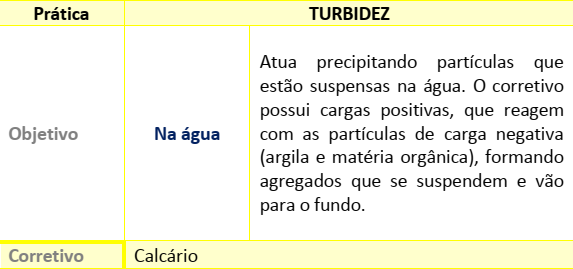 Prática TURBIDEZ
Objetivo
Na água
Atua precipitando partículas que
estão suspensas na água. O corretivo
possui cargas positivas, que reagem
com as partículas de carga negativa
(argila e matéria orgânica), formando
agregados que se suspendem e vão
para o fundo.
Corretivo Calcário